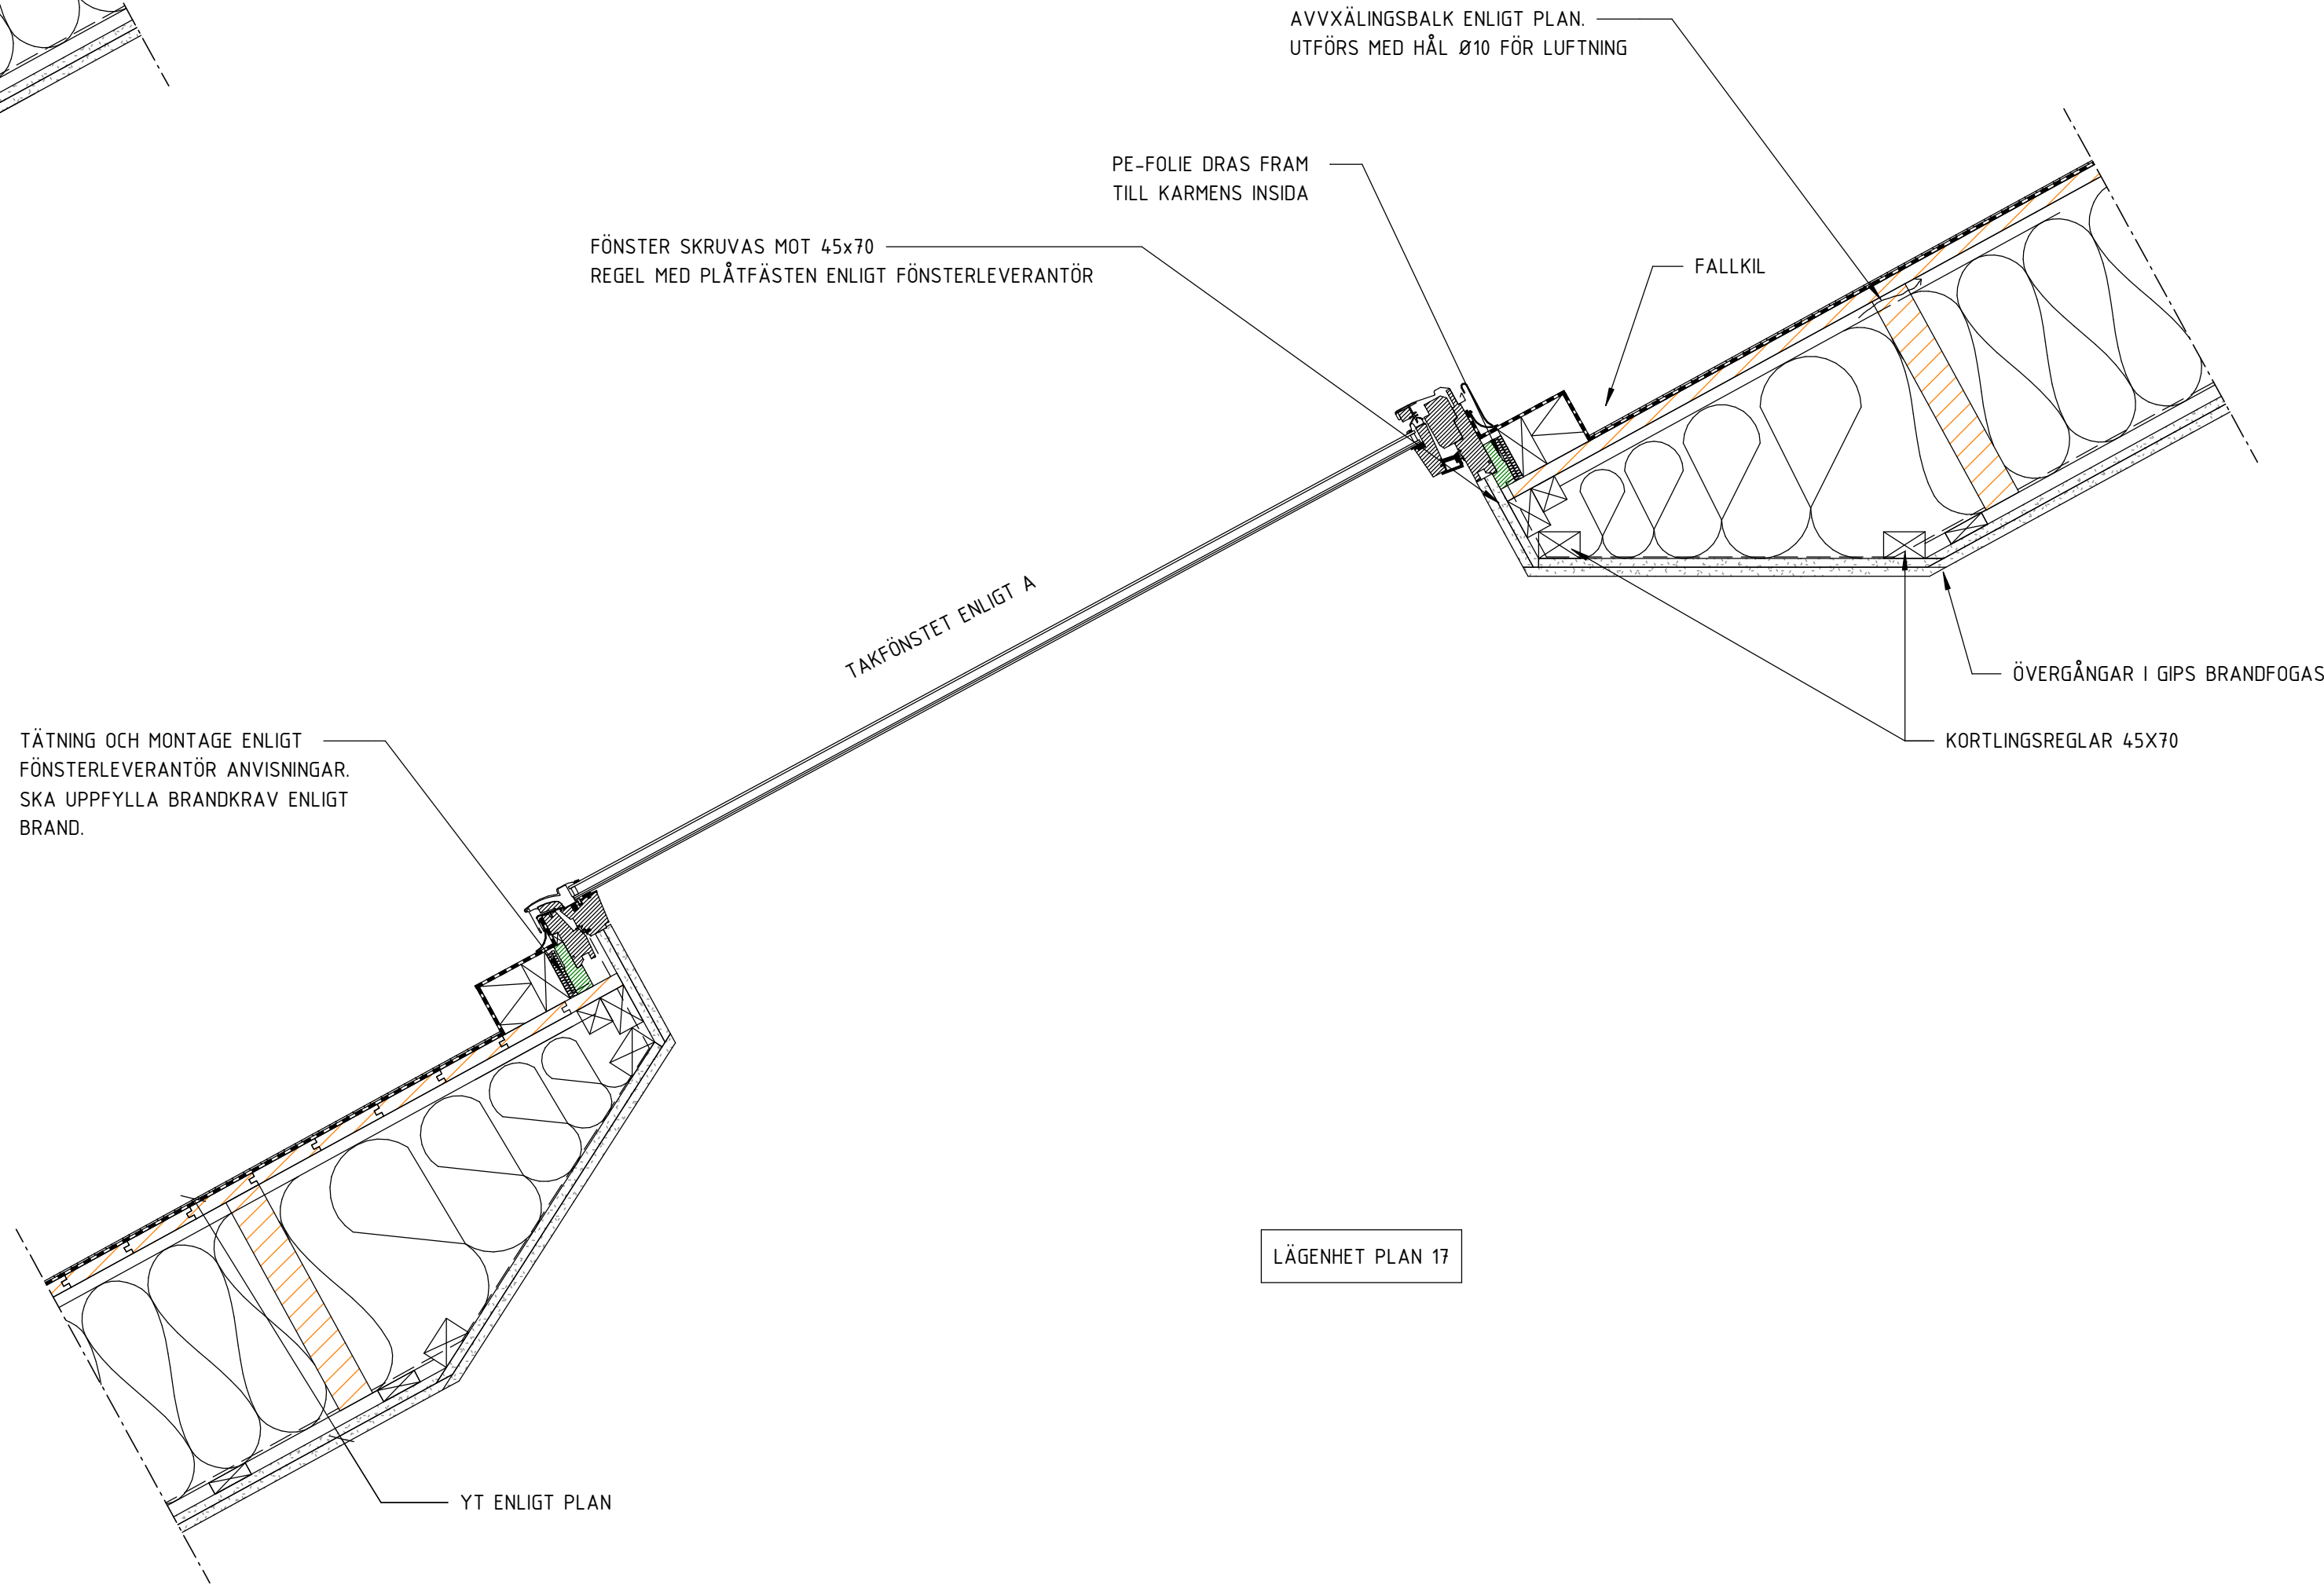 AVVXÄLINGSBALK ENLIGT PLAN.
UTFÖRS MED HÅL Ø10 FÖR LUFTNING
PE-FOLIE DRAS FRAM
TILL KARMENS INSIDA
FÖNSTER SKRUVAS MOT 45x70
REGEL MED PLÅTFÄSTEN ENLIGT FÖNSTERLEVERANTÖR
FALLKIL
TAKFÖNSTET ENLIGT A
ÖVERGÅNGAR I GIPS BRANDFOGAS
KORTLINGSREGLAR 45X70
TÄTNING OCH MONTAGE ENLIGT
FÖNSTERLEVERANTÖR ANVISNINGAR.
SKA UPPFYLLA BRANDKRAV ENLIGT
BRAND.
LÄGENHET PLAN 17
YT ENLIGT PLAN